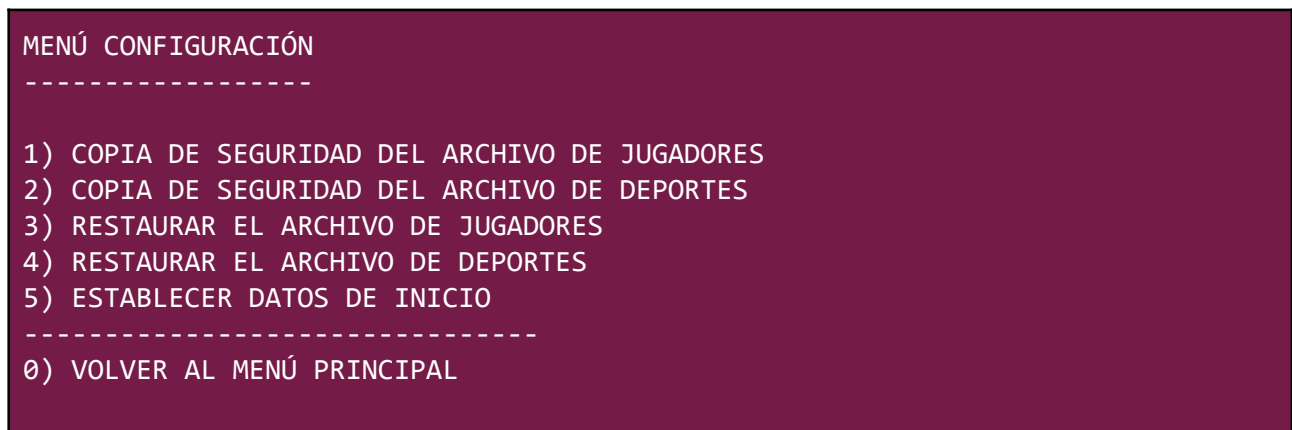 MENÚ CONFIGURACIÓN
------------------
1) COPIA DE SEGURIDAD DEL ARCHIVO DE JUGADORES
2) COPIA DE SEGURIDAD DEL ARCHIVO DE DEPORTES
3) RESTAURAR EL ARCHIVO DE JUGADORES
4) RESTAURAR EL ARCHIVO DE DEPORTES
5) ESTABLECER DATOS DE INICIO
--------------------------------
0) VOLVER AL MENÚ PRINCIPAL